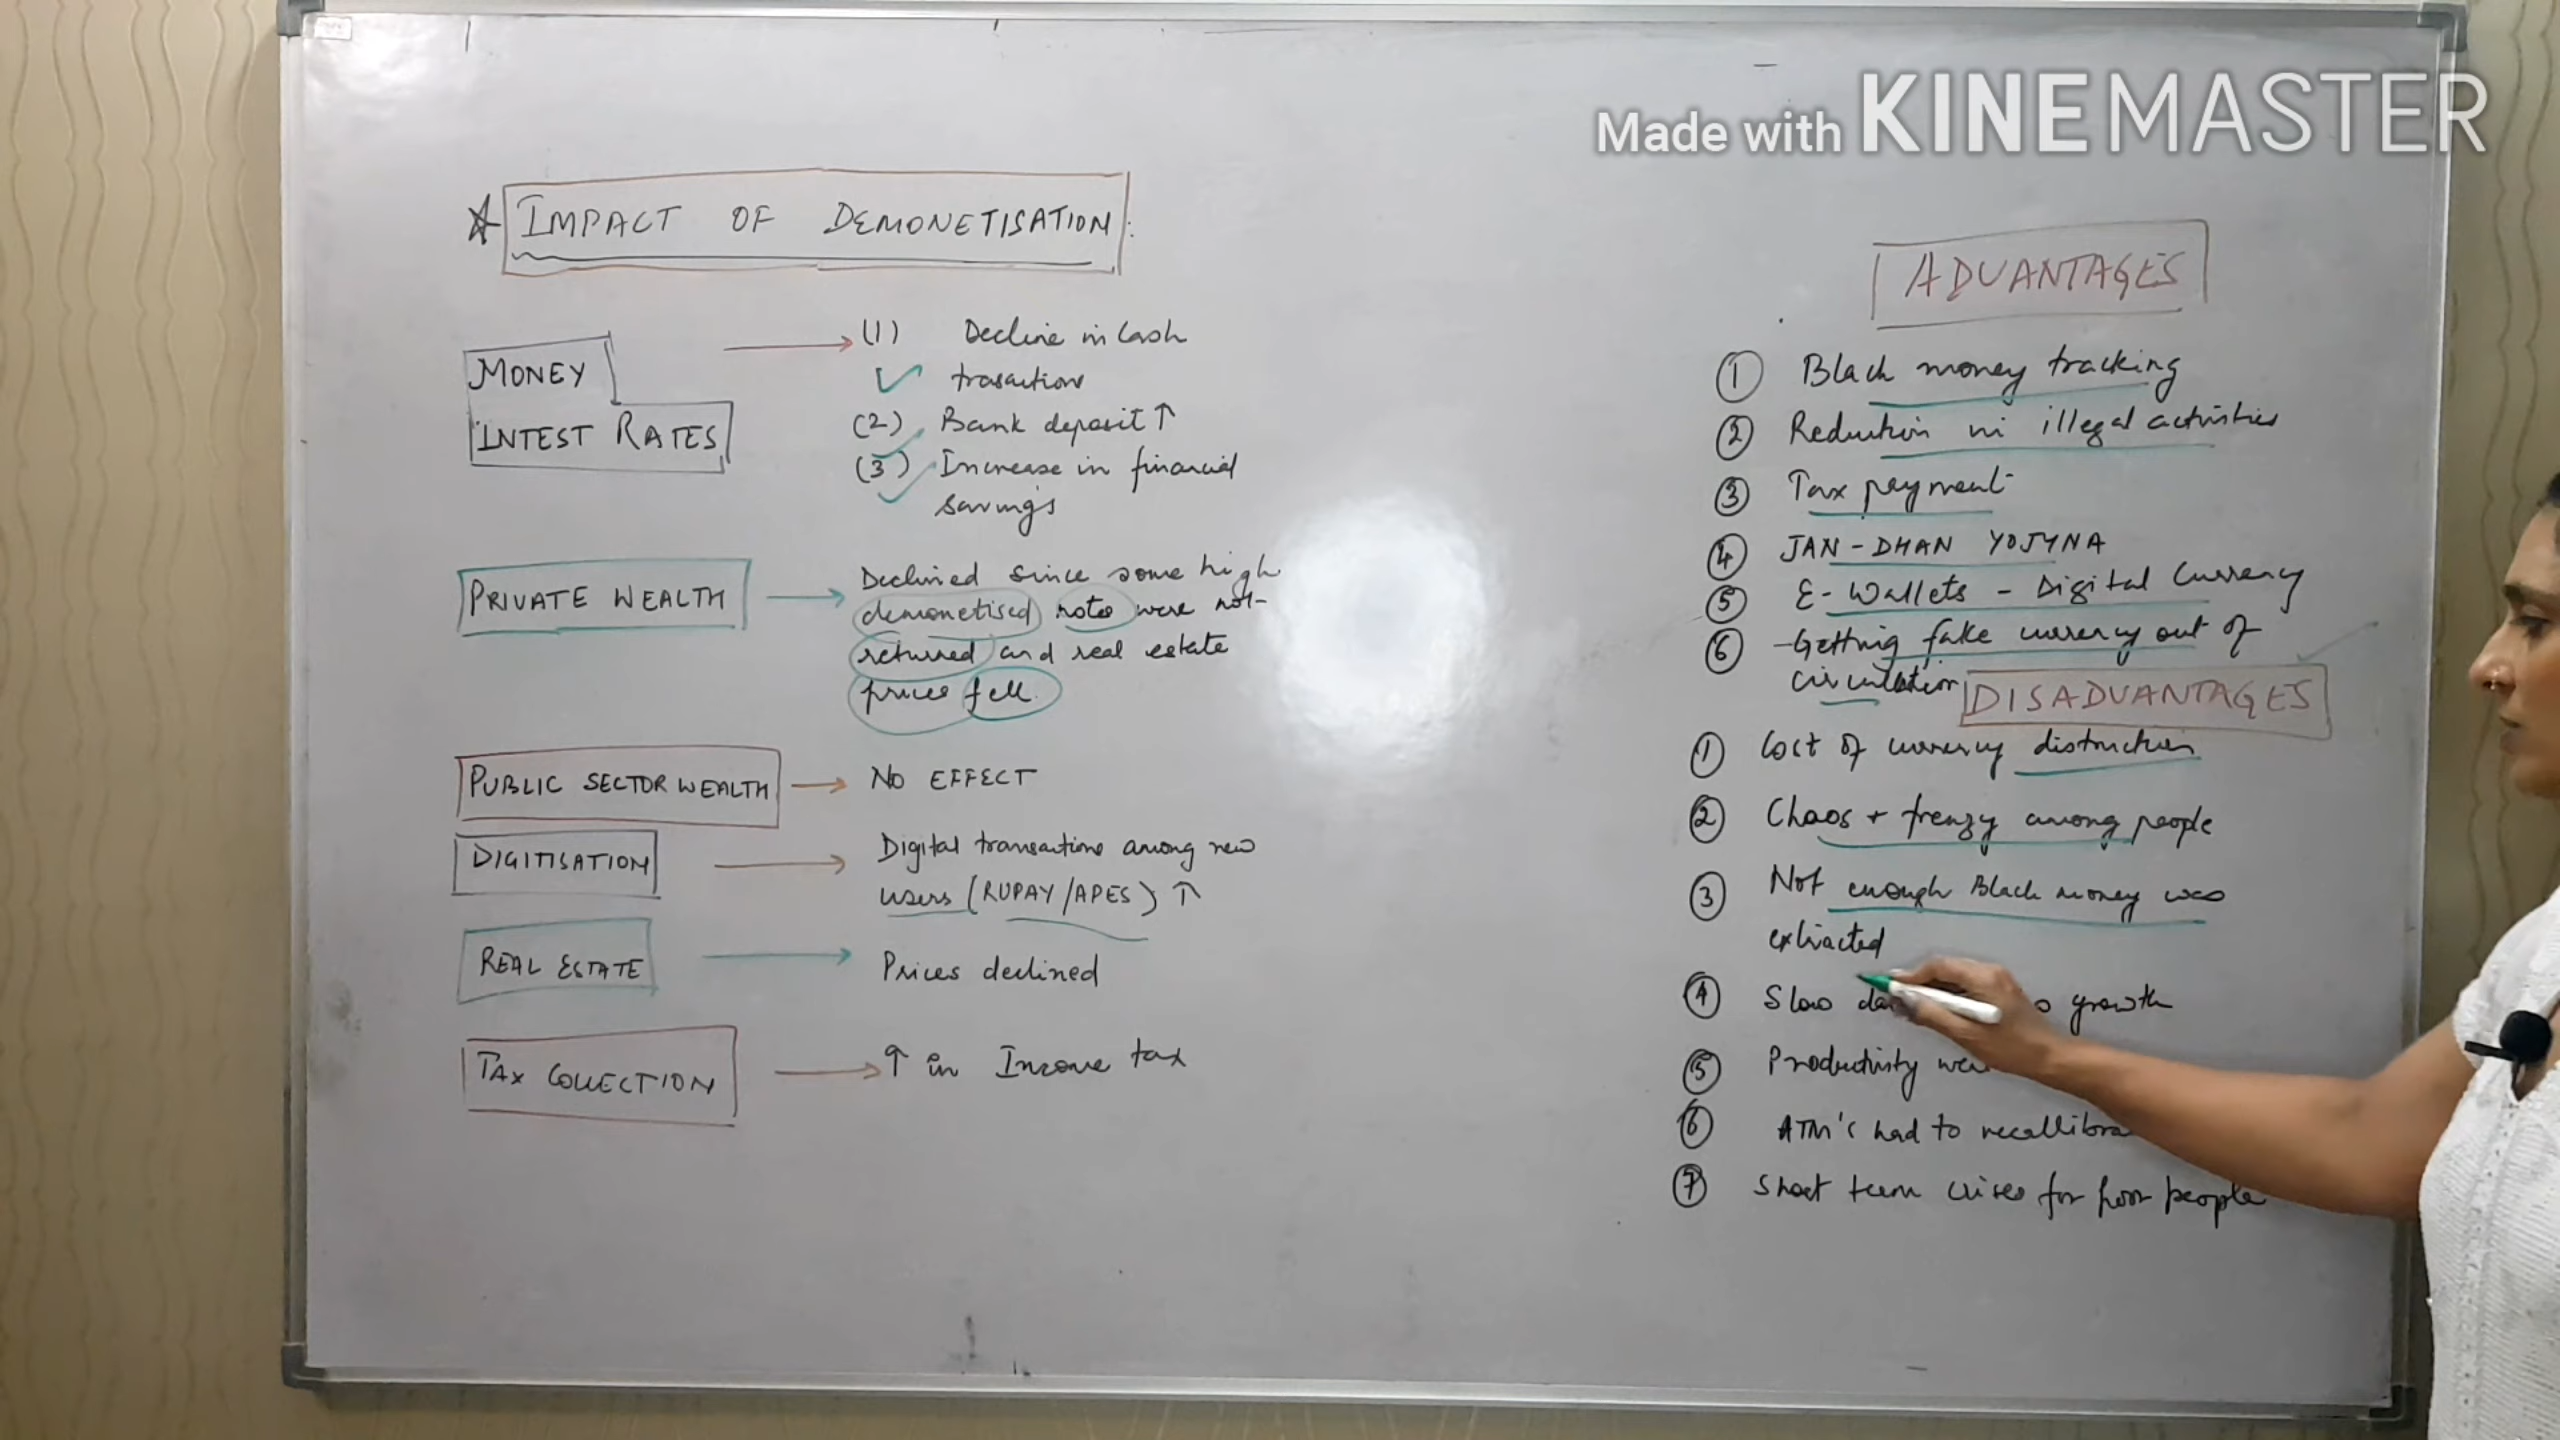 Made with KINEMASTER
IMPACT OF DEMONETISATION:
MONEY
INTEST RATES
(1) Decline in Cash
trasactions
(2) Bank deposit ↑
(3) Increase in financial
savings
PRIVATE WEALTH
Declined since some high
demonetised notes were not
returned and real estate
prices fell.
PUBLIC SECTOR WEALTH
NO EFFECT
DIGITISATION
Digital transactions among new
users (RUPAY/APES) ↑
REAL ESTATE
Prices declined
TAX COLLECTION
↑ in Income tax
ADVANTAGES
1 Black money tracking
2 Reduction in illegal activities
3 Tax payment
4 JAN-DHAN YOJYNA
5 E-Wallets - Digital Currency
6 -Getting fake currency out of
circulation
DISADVANTAGES
1 Cost of currency distruction
2 Chaos + frenzy among people
3 Not enough Black money was
extracted
4 Slow growth
5 Productivity
6 ATM's had to
7 Short term crises for poor people